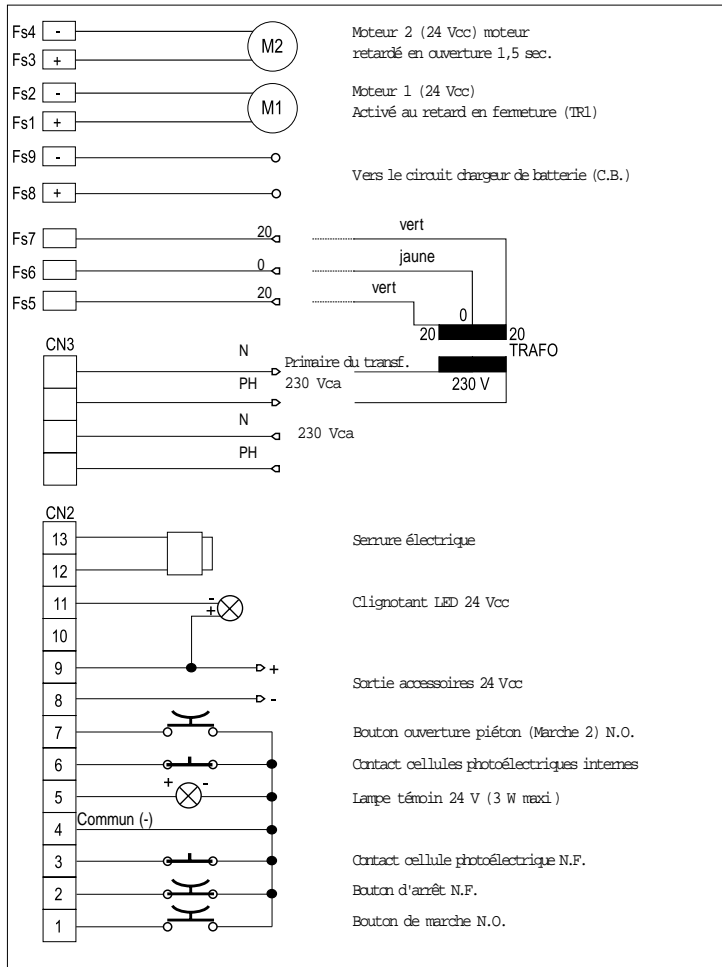 Fs4 - M2 Moteur 2 (24 Vcc) moteur
Fs3 + retardé en ouverture 1,5 sec.
Fs2 - M1 Moteur 1 (24 Vcc)
Fs1 + Activé au retard en fermeture (TR1)
Fs9 -
Vers le circuit chargeur de batterie (C.B.)
Fs8 +
vert
Fs7 20
jaune
Fs6 0
vert
Fs5 20
0
20 20
TRAFO
CN3
N Primaire du transf.
PH 230 Vca 230 V
N 230 Vca
PH
CN2
13 Serrure électrique
12
11 - + Clignotant LED 24 Vcc
10
9 +
Sortie accessoires 24 Vcc
8 -
7 Bouton ouverture piéton (Marche 2) N.O.
6 Contact cellules photoélectriques internes
5 + - Lampe témoin 24 V (3 W maxi)
4 Commun (-)
3 Contact cellule photoélectrique N.F.
2 Bouton d'arrêt N.F.
1 Bouton de marche N.O.